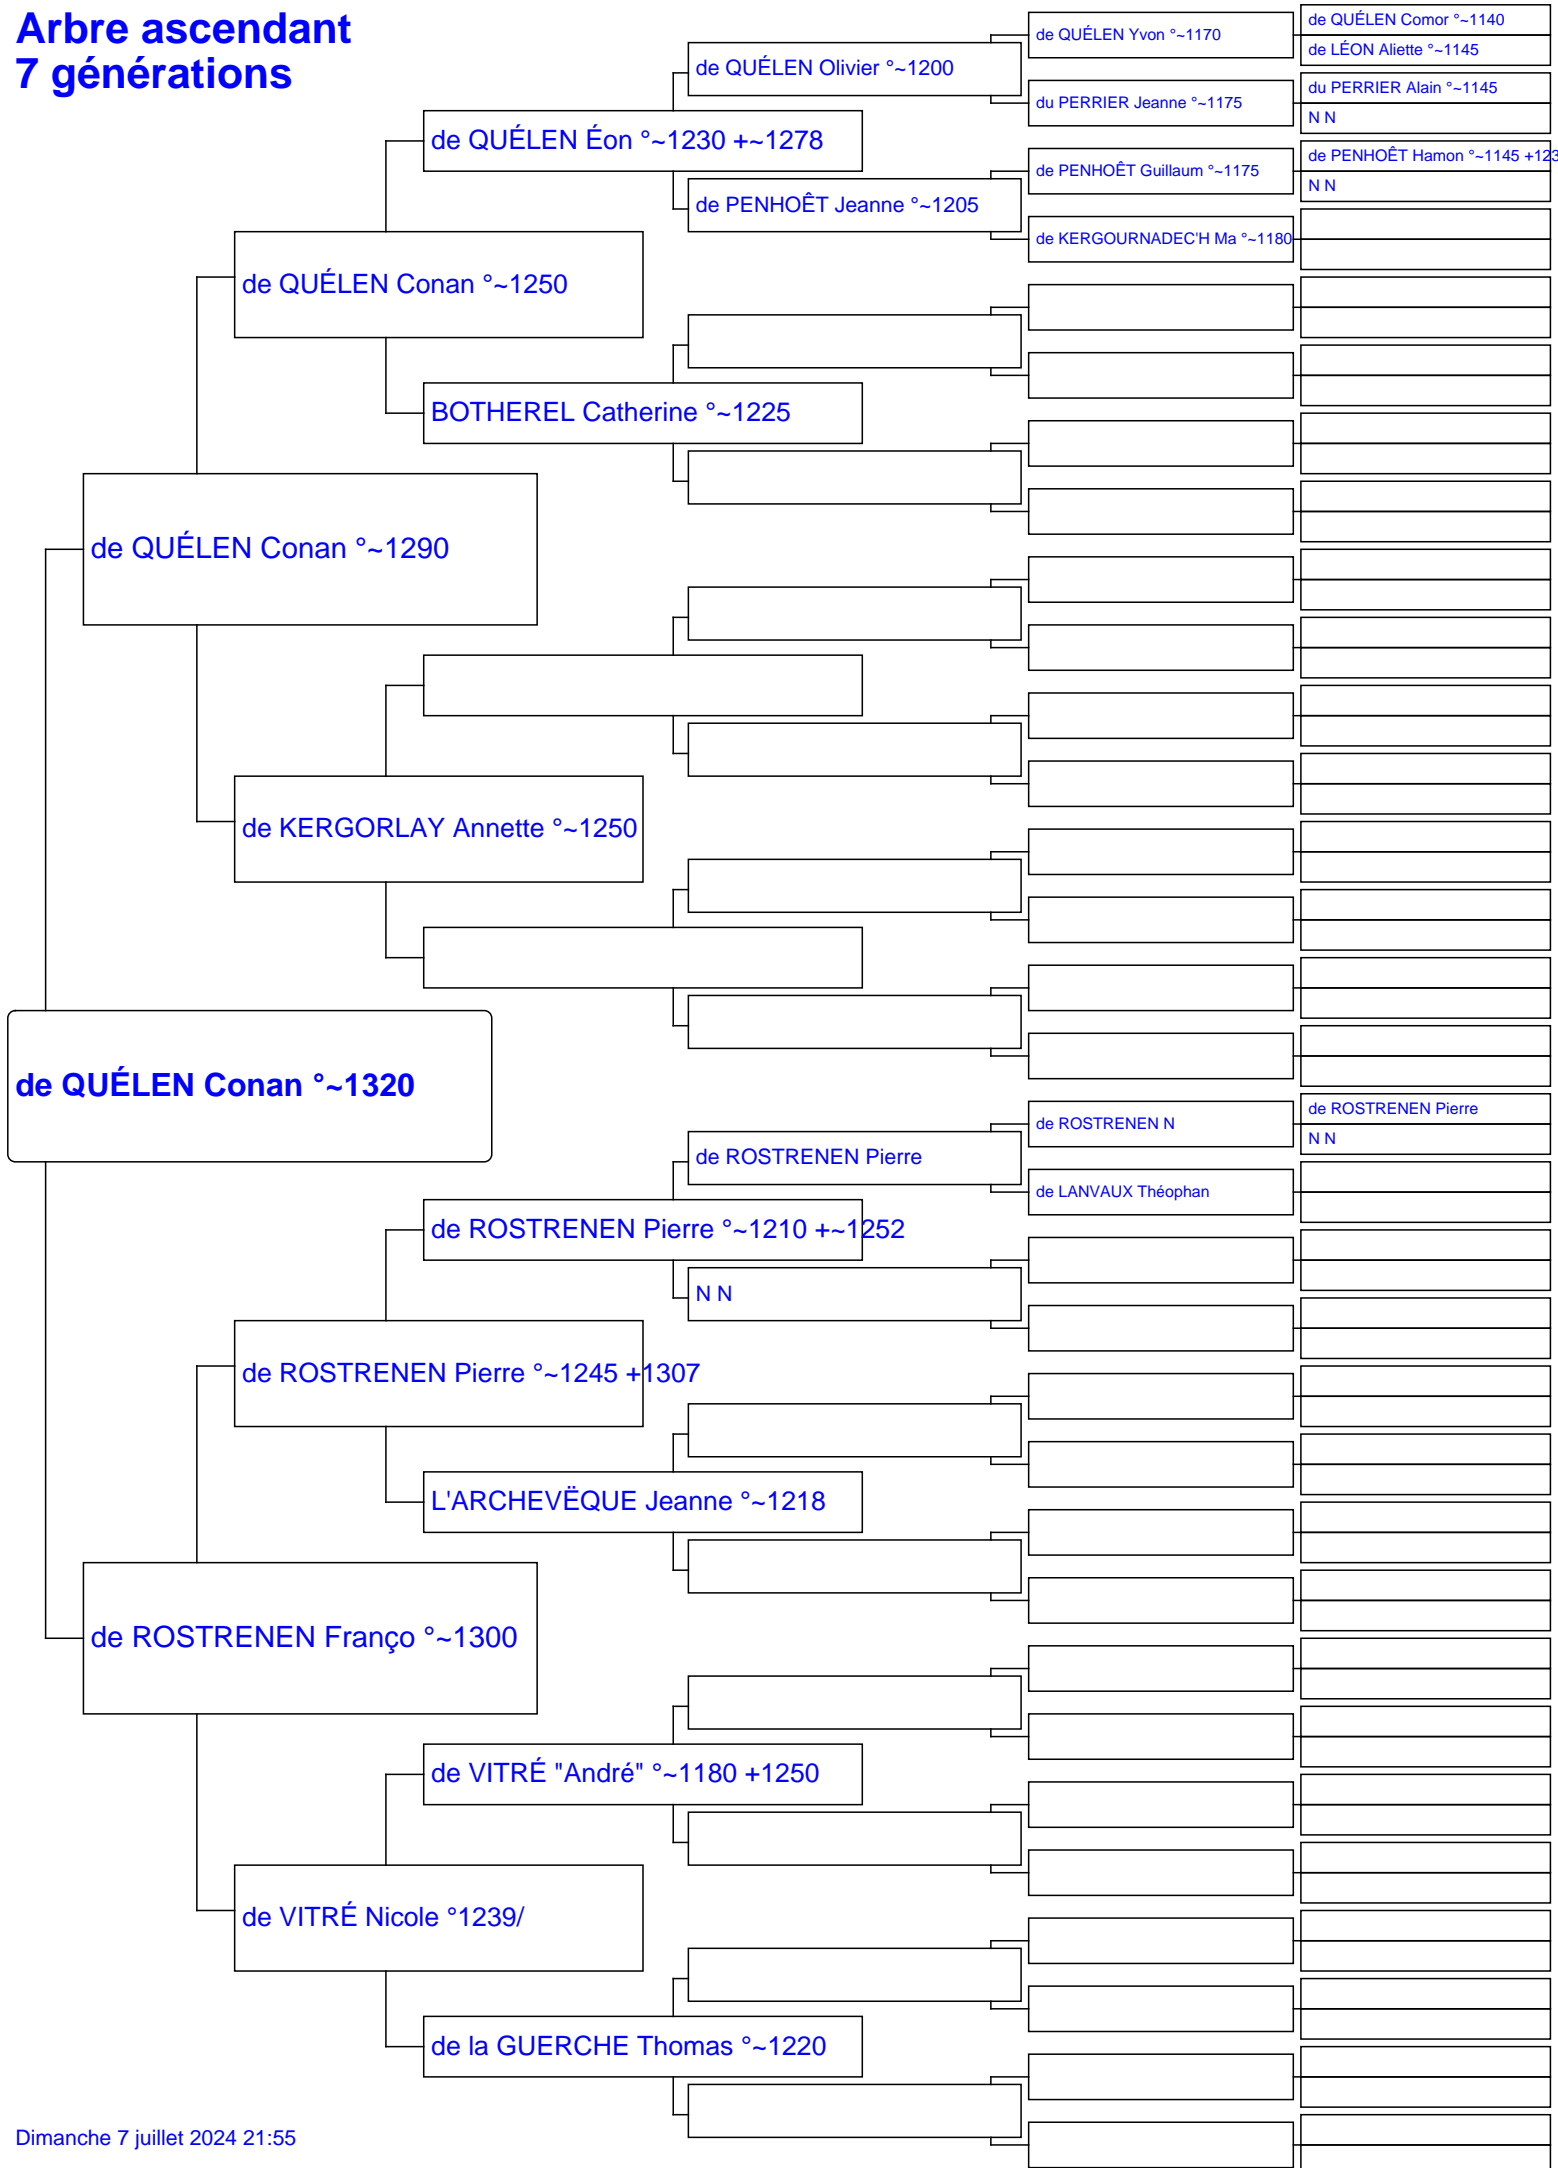 Arbre ascendant
7 générations
de QUÉLEN Yvon °~1170
de QUÉLEN Comor °~1140
de LÉON Aliette °~1145
de QUÉLEN Olivier °~1200
du PERRIER Jeanne °~1175
du PERRIER Alain °~1145
N N
de QUÉLEN Éon °~1230 +~1278
de PENHOÊT Guillaum °~1175
de PENHOÊT Hamon °~1145 +123
N N
de PENHOÊT Jeanne °~1205
de KERGOURNADEC'H Ma °~1180
de QUÉLEN Conan °~1250
BOTHEREL Catherine °~1225
de QUÉLEN Conan °~1290
de KERGORLAY Annette °~1250
de QUÉLEN Conan °~1320
de ROSTRENEN N
de ROSTRENEN Pierre
N N
de ROSTRENEN Pierre
de LANVAUX Théophan
de ROSTRENEN Pierre °~1210 +~1252
N N
de ROSTRENEN Pierre °~1245 +1307
L'ARCHEVËQUE Jeanne °~1218
de ROSTRENEN Franço °~1300
de VITRÉ "André" °~1180 +1250
de VITRÉ Nicole °1239/
de la GUERCHE Thomas °~1220
Dimanche 7 juillet 2024 21:55